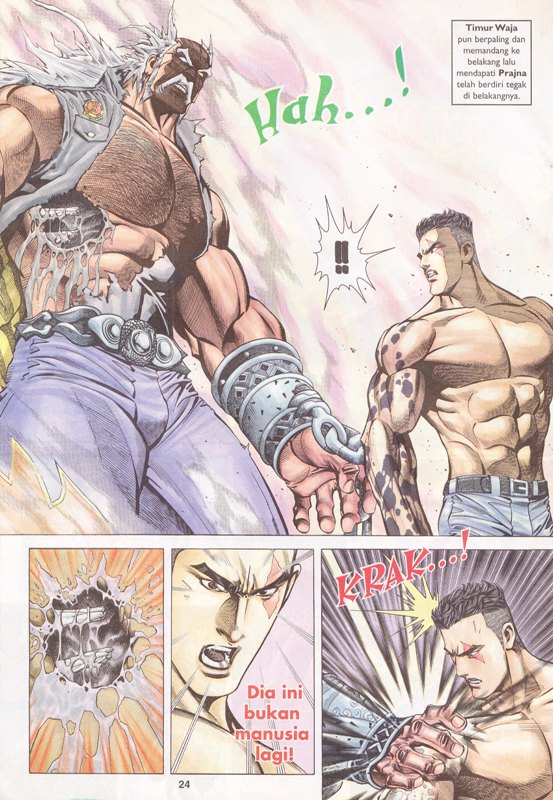 Timur Waja
pun berpaling dan
memandang ke
belakang lalu
mendapati Prajna
telah berdiri tegak
di belakangnya.
Hah...!
!!
KRAK...!
Dia ini
bukan
manusia
lagi!
24